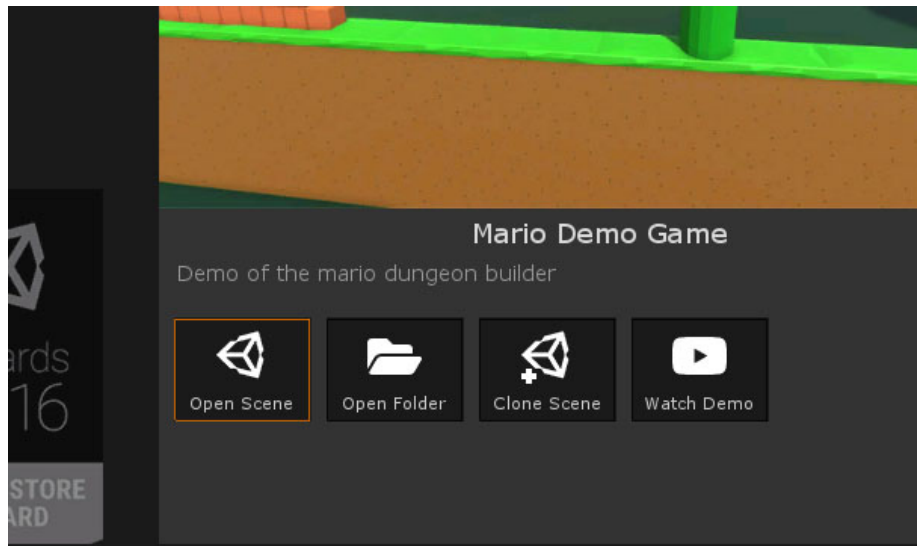 Mario Demo Game
Demo of the mario dungeon builder
Open Scene
Open Folder
Clone Scene
Watch Demo
ards
16
STORE
ARD